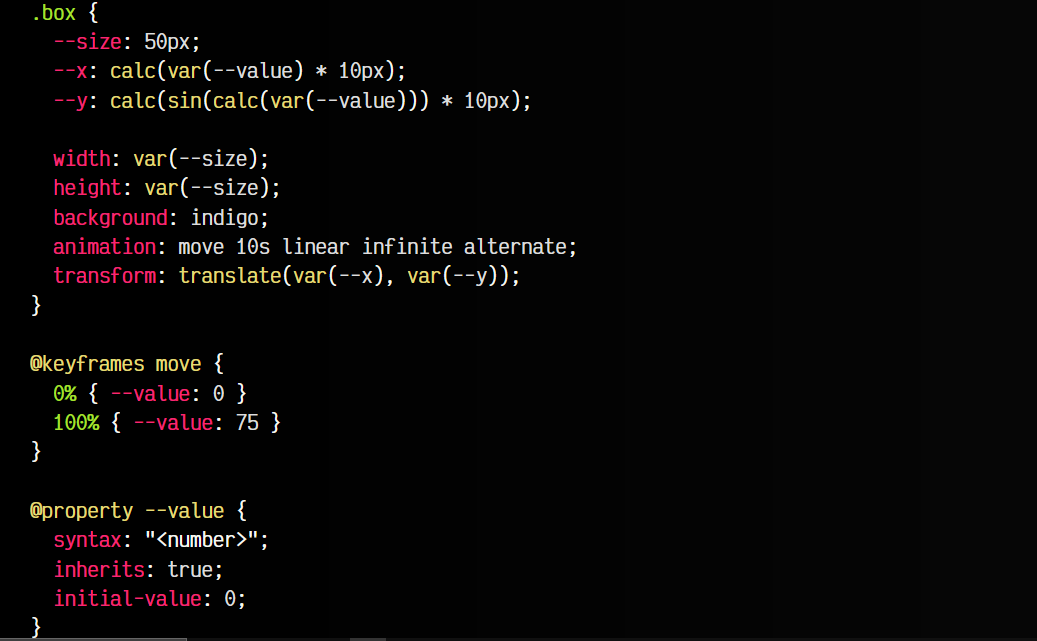 .box {
  --size: 50px;
  --x: calc(var(--value) * 10px);
  --y: calc(sin(calc(var(--value))) * 10px);

  width: var(--size);
  height: var(--size);
  background: indigo;
  animation: move 10s linear infinite alternate;
  transform: translate(var(--x), var(--y));
}

@keyframes move {
  0% { --value: 0 }
  100% { --value: 75 }
}

@property --value {
  syntax: "<number>";
  inherits: true;
  initial-value: 0;
}